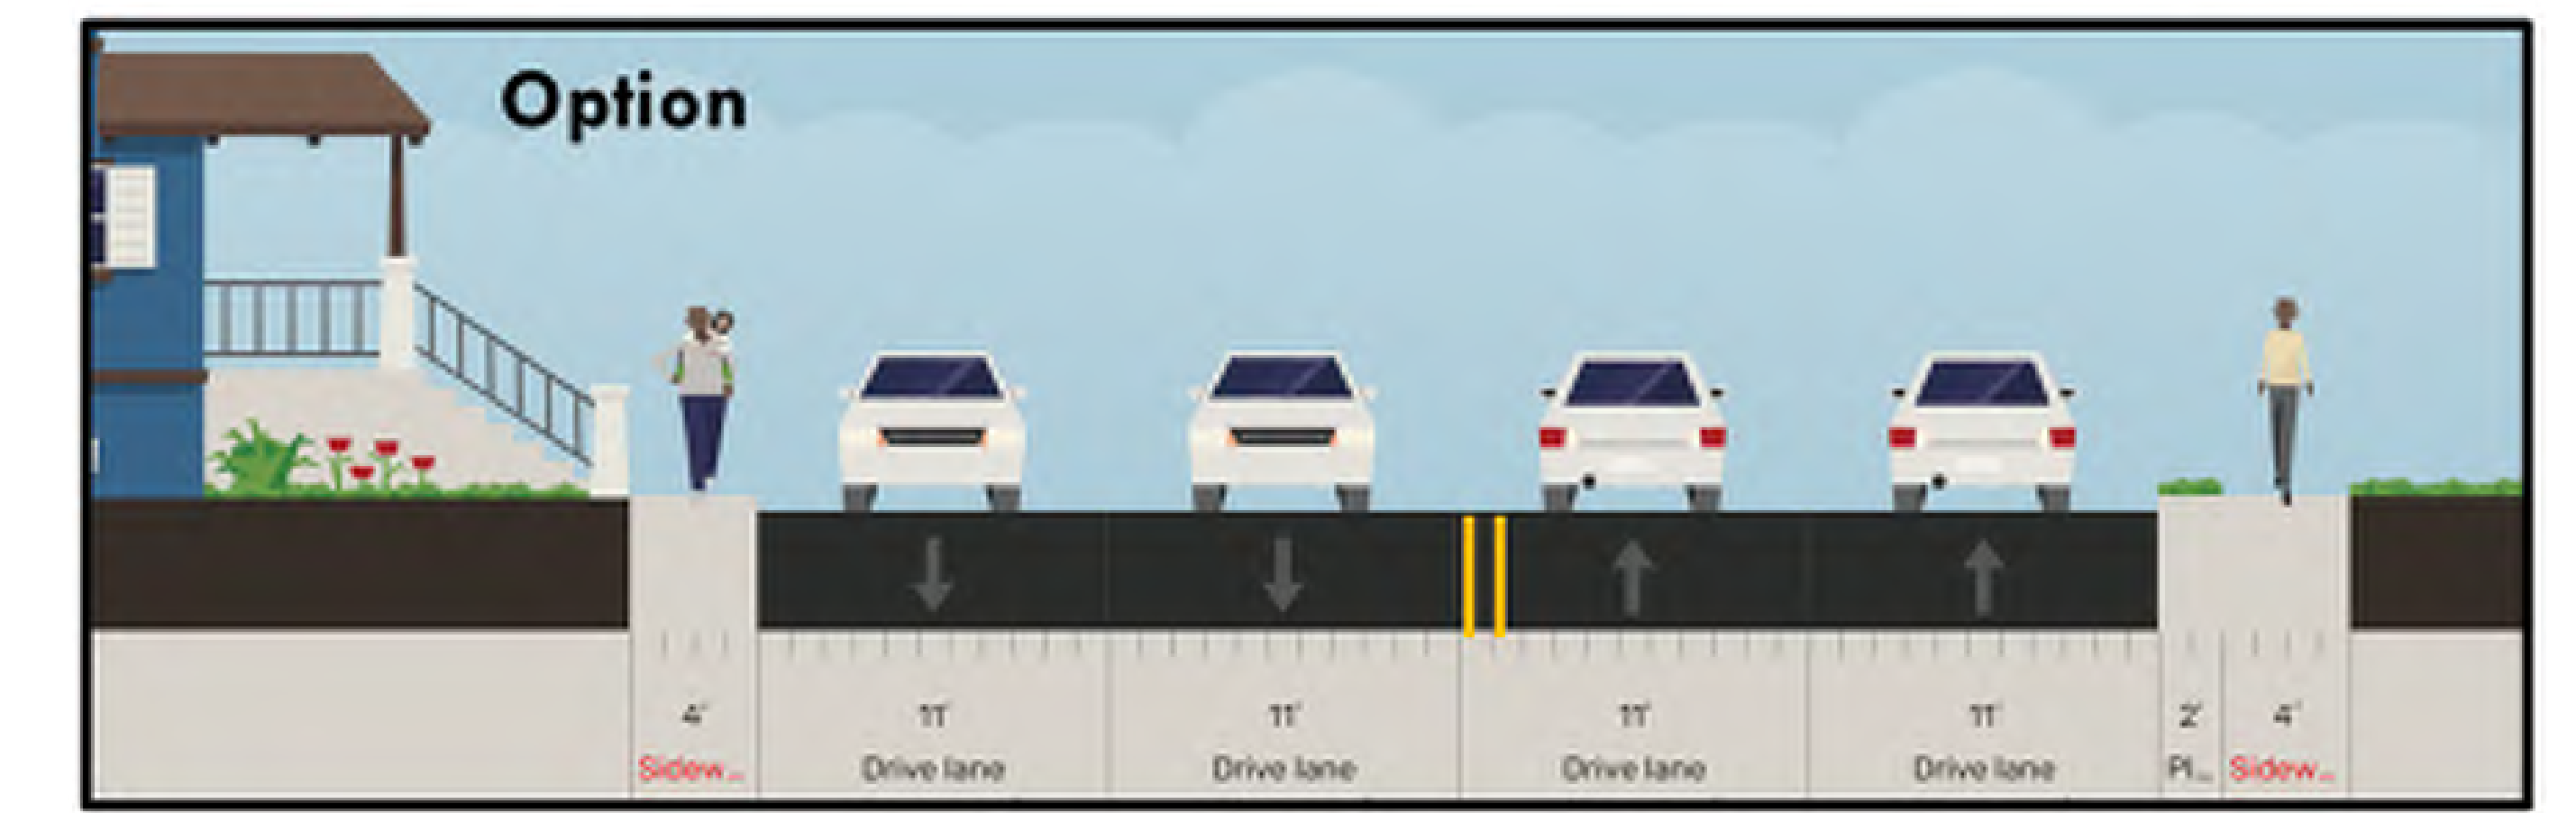 Option
4' 11' 11' 11' 11' 2' 4'
Sidew... Drive lane Drive lane Drive lane Drive lane Pl... Sidew...